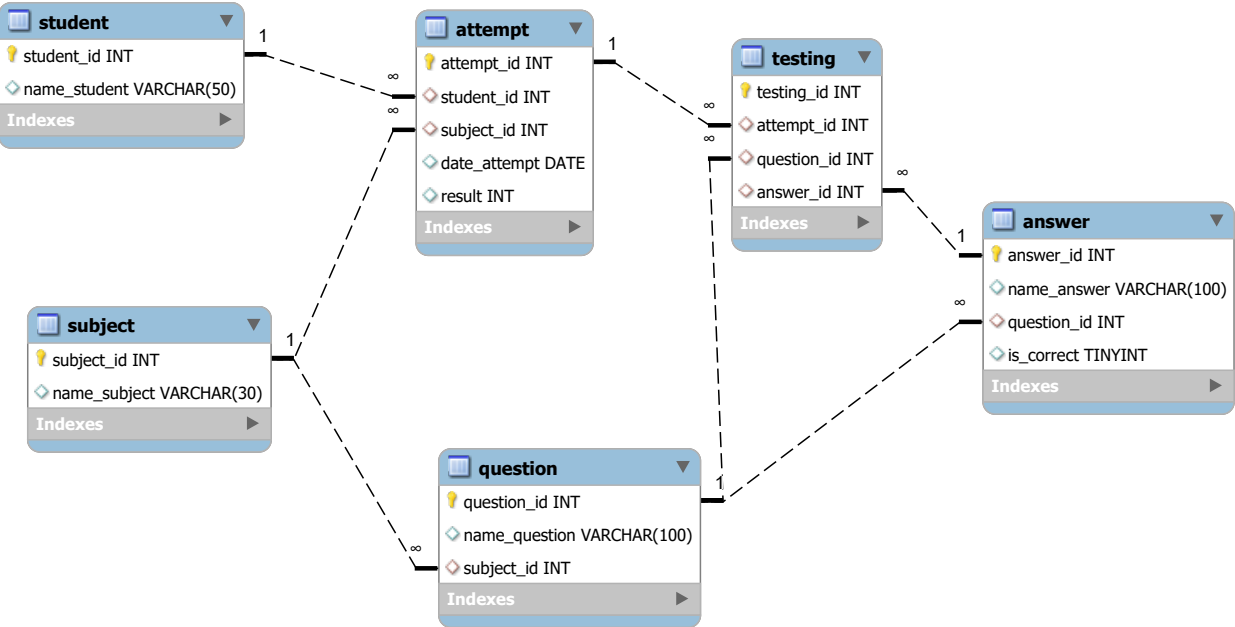 student
student_id INT
name_student VARCHAR(50)
Indexes
1
∞
∞
attempt
attempt_id INT
student_id INT
subject_id INT
date_attempt DATE
result INT
Indexes
1
∞
∞
testing
testing_id INT
attempt_id INT
question_id INT
answer_id INT
Indexes
∞
1
∞
answer
answer_id INT
name_answer VARCHAR(100)
question_id INT
is_correct TINYINT
Indexes
subject
subject_id INT
name_subject VARCHAR(30)
Indexes
1
∞
question
question_id INT
name_question VARCHAR(100)
subject_id INT
Indexes
1